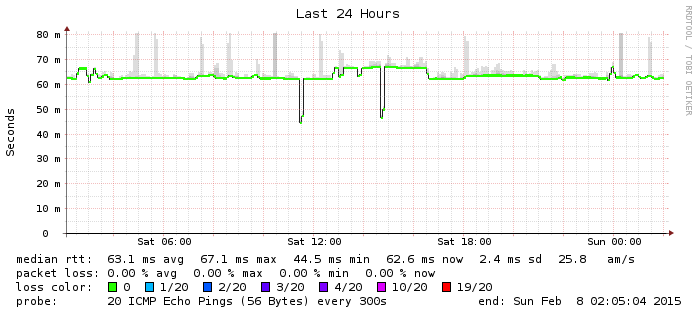 Last 24 Hours
RRDTOOL / TOBI OETIKER
Seconds
80 m
70 m
60 m
50 m
40 m
30 m
20 m
10 m
0
Sat 06:00 Sat 12:00 Sat 18:00 Sun 00:00
median rtt: 63.1 ms avg 67.1 ms max 44.5 ms min 62.6 ms now 2.4 ms sd 25.8 am/s
packet loss: 0.00 % avg 0.00 % max 0.00 % min 0.00 % now
loss color: 0 1/20 2/20 3/20 4/20 10/20 19/20
probe: 20 ICMP Echo Pings (56 Bytes) every 300s end: Sun Feb 8 02:05:04 2015